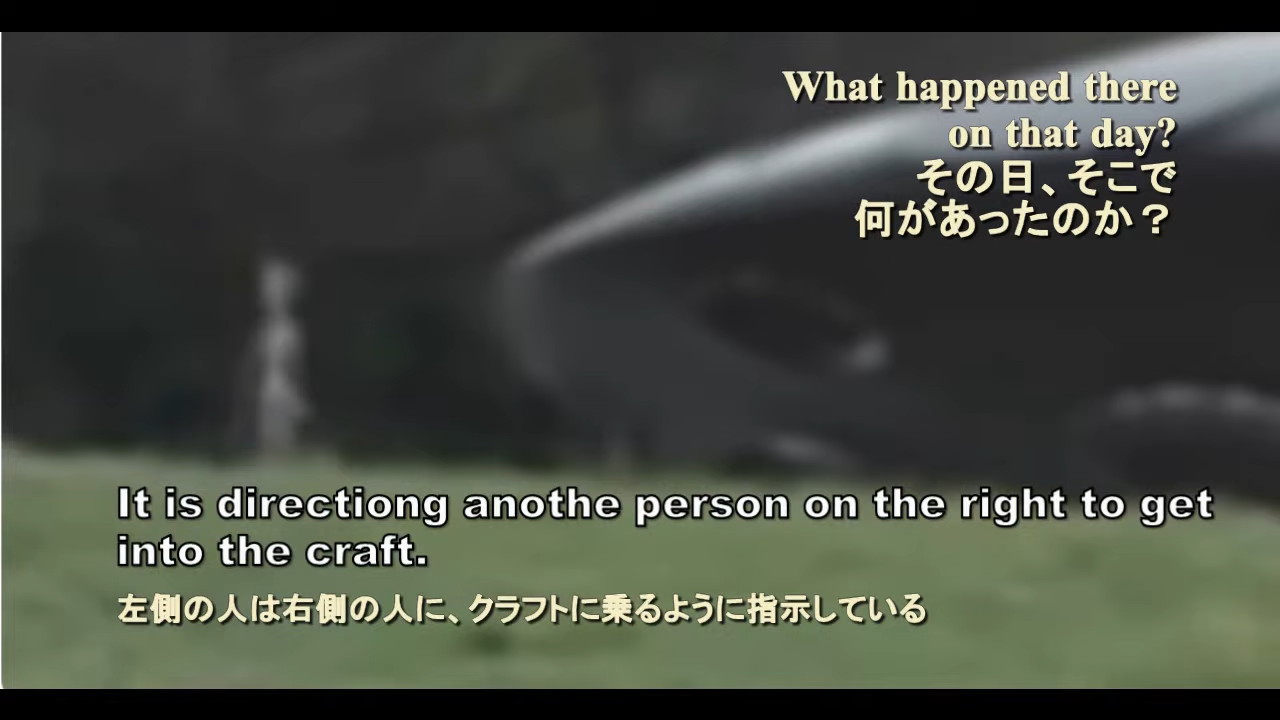 What happened there
on that day?
その日、そこで
何があったのか？
It is directiong anothe person on the right to get
into the craft.
左側の人は右側の人に、クラフトに乗るように指示している